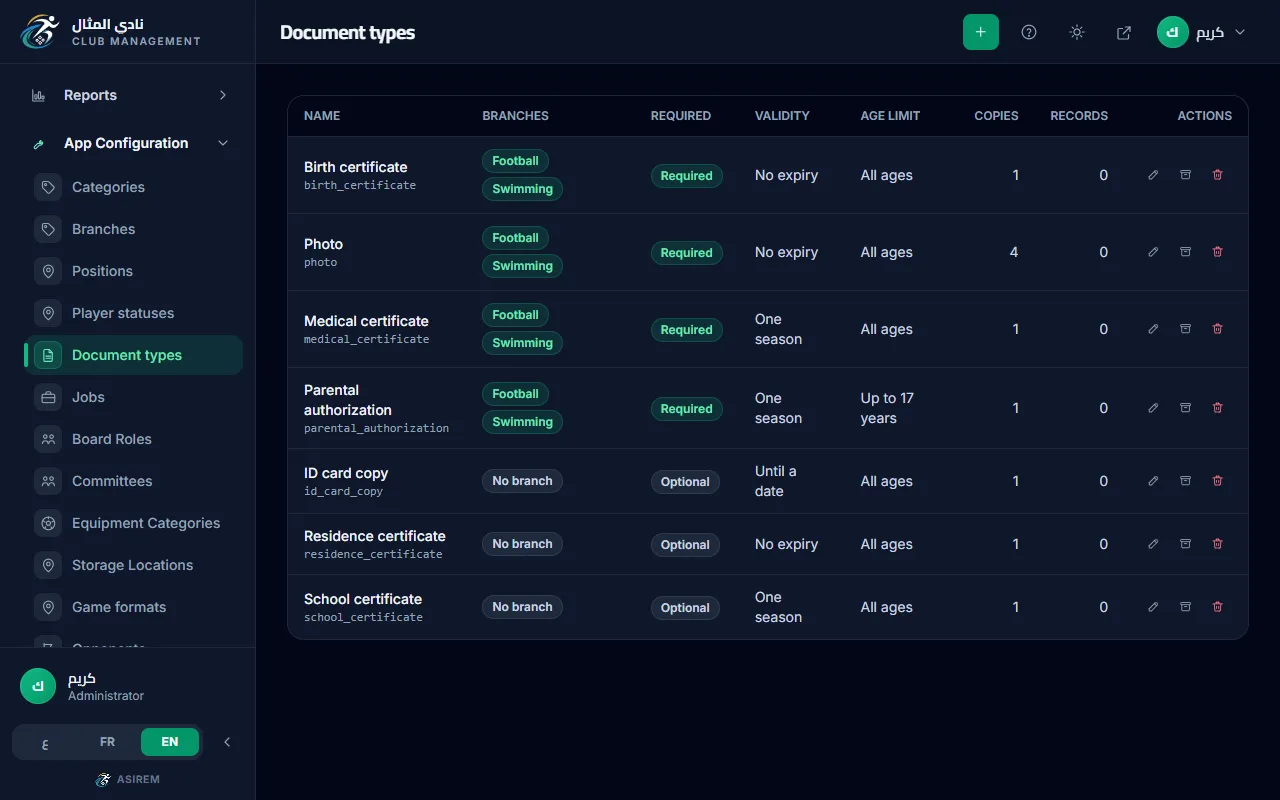 نادي المثال
CLUB MANAGEMENT
Document types
+
ك
كريم
Reports
App Configuration
Categories
Branches
Positions
Player statuses
Document types
Jobs
Board Roles
Committees
Equipment Categories
Storage Locations
Game formats
ك
كريم
Administrator
ع FR EN
ASIREM
NAME BRANCHES REQUIRED VALIDITY AGE LIMIT COPIES RECORDS ACTIONS
Birth certificate
birth_certificate
Football
Swimming
Required
No expiry
All ages
1
0
Photo
photo
Football
Swimming
Required
No expiry
All ages
4
0
Medical certificate
medical_certificate
Football
Swimming
Required
One
season
All ages
1
0
Parental
authorization
parental_authorization
Football
Swimming
Required
One
season
Up to 17
years
1
0
ID card copy
id_card_copy
No branch
Optional
Until a
date
All ages
1
0
Residence certificate
residence_certificate
No branch
Optional
No expiry
All ages
1
0
School certificate
school_certificate
No branch
Optional
One
season
All ages
1
0